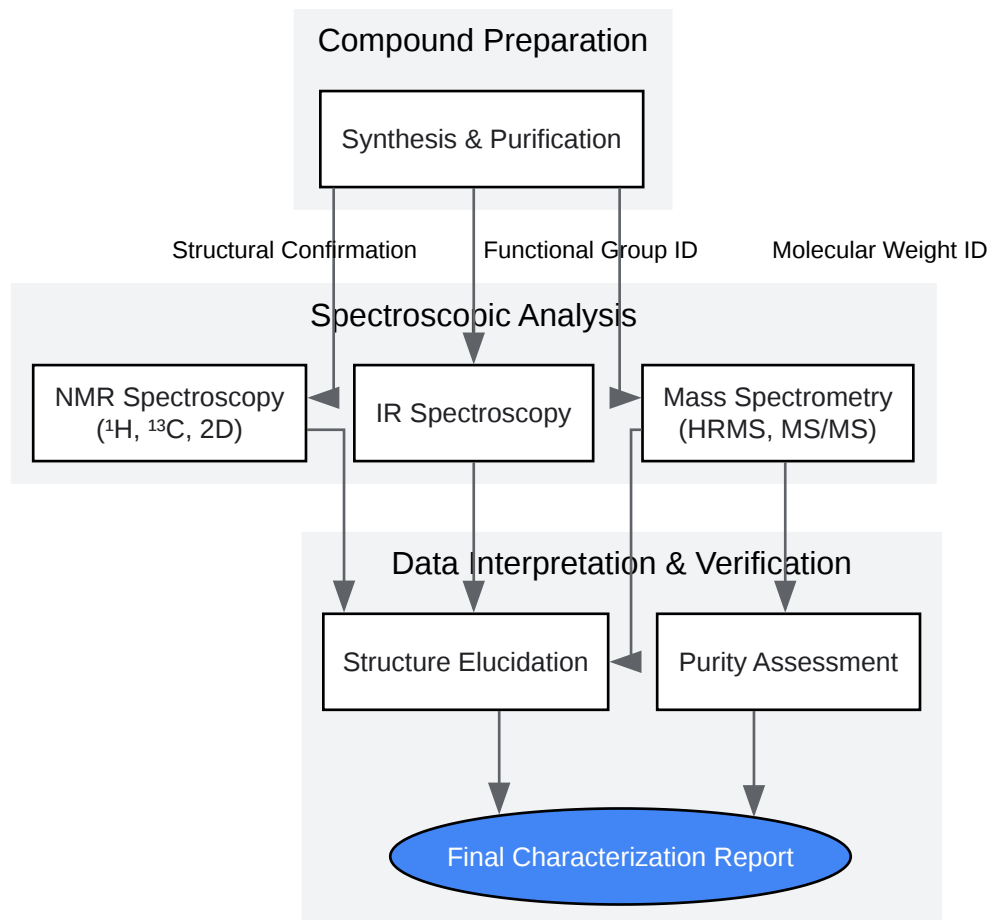 Compound Preparation
Synthesis & Purification
Structural Confirmation
Functional Group ID
Molecular Weight ID
Spectroscopic Analysis
NMR Spectroscopy
(¹H, ¹³C, 2D)
IR Spectroscopy
Mass Spectrometry
(HRMS, MS/MS)
Data Interpretation & Verification
Structure Elucidation
Purity Assessment
Final Characterization Report